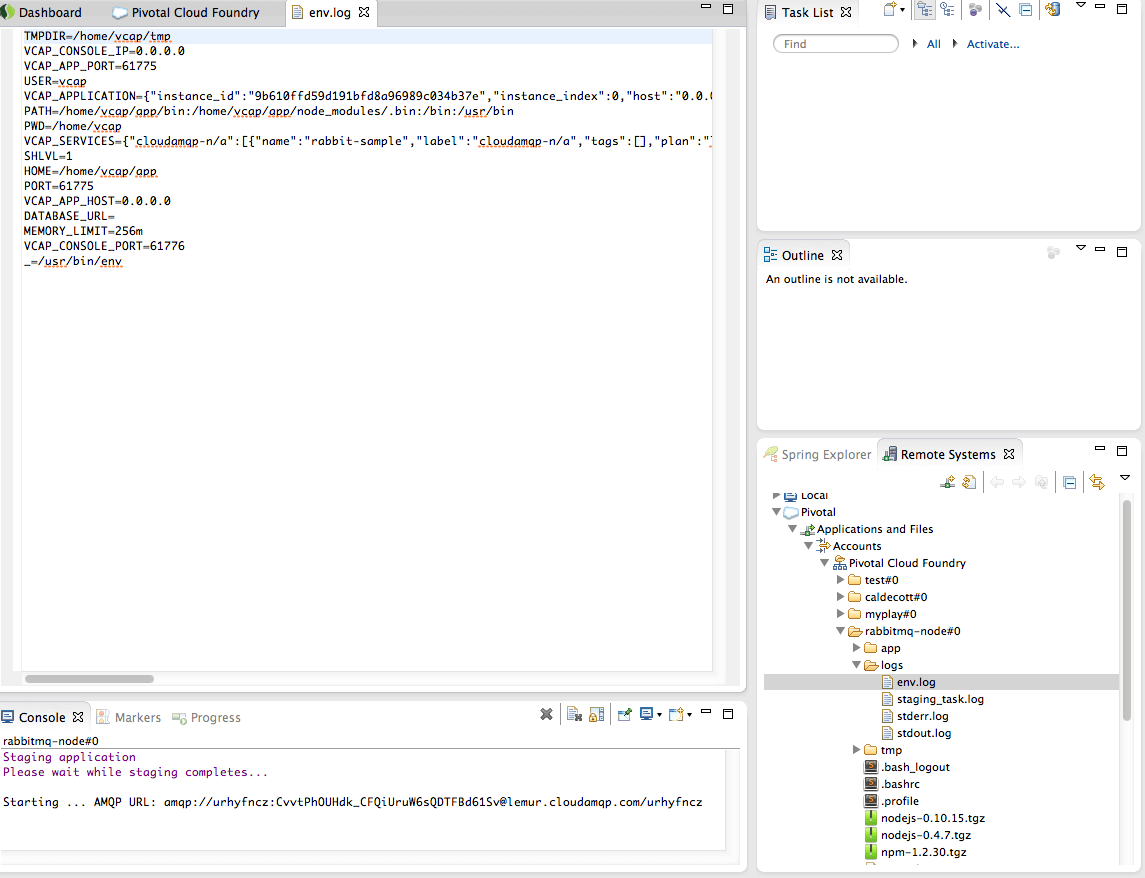 Dashboard
Pivotal Cloud Foundry
env.log
TMPDIR=/home/vcap/tmp
VCAP_CONSOLE_IP=0.0.0.0
VCAP_APP_PORT=61775
USER=vcap
VCAP_APPLICATION={"instance_id":"9b610ffd59d191bfd8a96989c034b37e","instance_index":0,"host":"0.0.
PATH=/home/vcap/app/bin:/home/vcap/app/node_modules/.bin:/bin:/usr/bin
PWD=/home/vcap
VCAP_SERVICES={"cloudamqp-n/a":[{"name":"rabbit-sample","label":"cloudamqp-n/a","tags":[],"plan":"
SHLVL=1
HOME=/home/vcap/app
PORT=61775
VCAP_APP_HOST=0.0.0.0
DATABASE_URL=
MEMORY_LIMIT=256m
VCAP_CONSOLE_PORT=61776
_=/usr/bin/env
Console
Markers
Progress
rabbitmq-node#0
Staging application
Please wait while staging completes...
Starting ... AMQP URL: amqp://urhyfncz:CvvtPhOUHdk_CFQiUruW6sQDTFBd61Sv@lemur.cloudamqp.com/urhyfncz
Task List
Find
All
Activate...
Outline
An outline is not available.
Spring Explorer
Remote Systems
Local
Pivotal
Applications and Files
Accounts
Pivotal Cloud Foundry
test#0
caldecott#0
myplay#0
rabbitmq-node#0
app
logs
env.log
staging_task.log
stderr.log
stdout.log
tmp
.bash_logout
.bashrc
.profile
nodejs-0.10.15.tgz
nodejs-0.4.7.tgz
npm-1.2.30.tgz